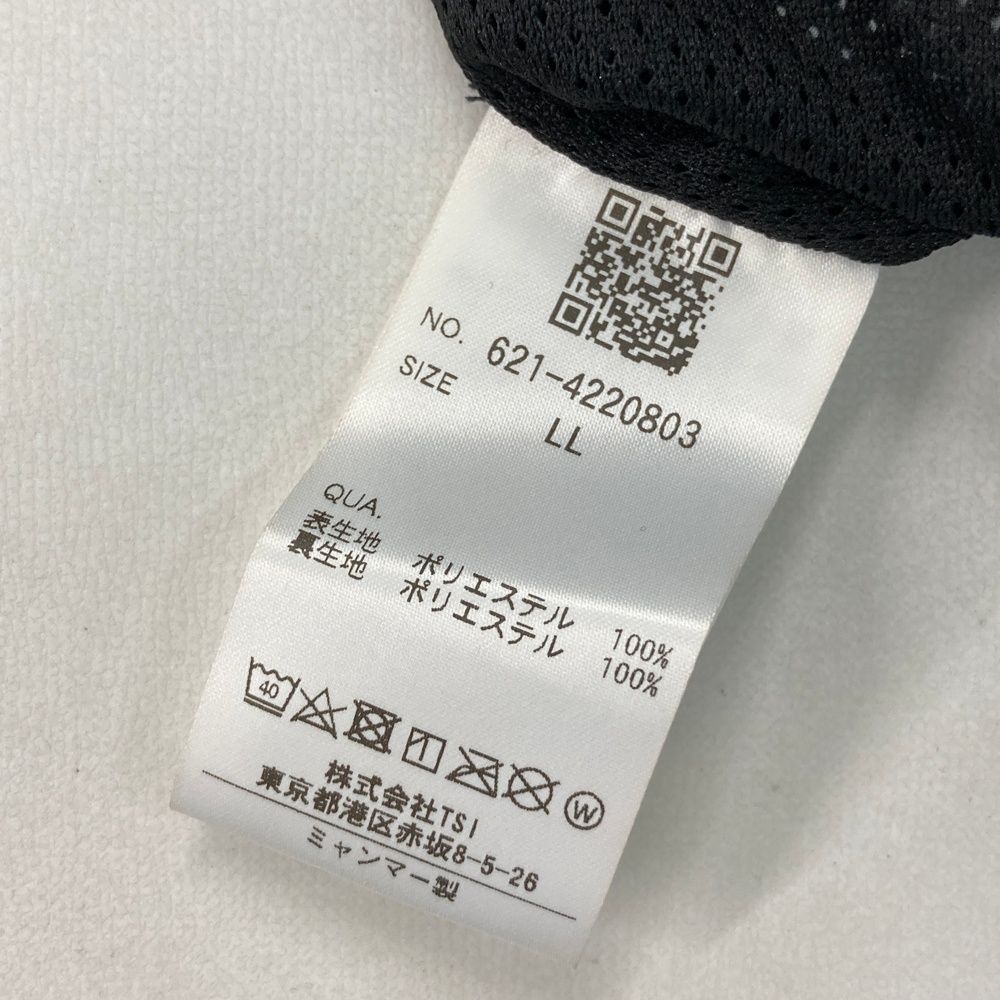 NO. 621-4220803
SIZE LL
QUA.
表生地 ポリエステル 100%
裏生地 ポリエステル 100%
40
W
株式会社TSI
東京都港区赤坂8-5-26
ミャンマー製